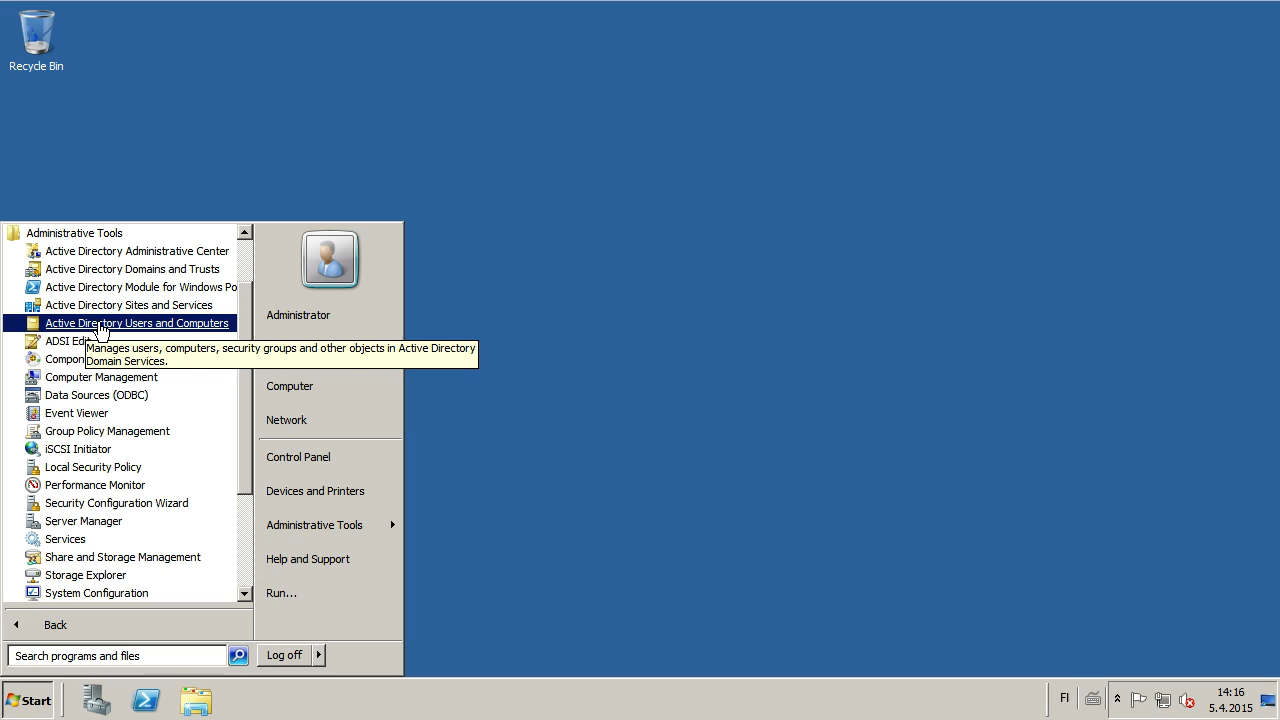 Recycle Bin
Administrative Tools
Active Directory Administrative Center
Active Directory Domains and Trusts
Active Directory Module for Windows Po
Active Directory Sites and Services
Active Directory Users and Computers
ADSI Edi
Manages users, computers, security groups and other objects in Active Directory
Domain Services.
Compon
Computer Management
Data Sources (ODBC)
Event Viewer
Group Policy Management
iSCSI Initiator
Local Security Policy
Performance Monitor
Security Configuration Wizard
Server Manager
Services
Share and Storage Management
Storage Explorer
System Configuration
Back
Search programs and files
Administrator
Computer
Network
Control Panel
Devices and Printers
Administrative Tools
Help and Support
Run...
Log off
Start
FI
14:16
5.4.2015